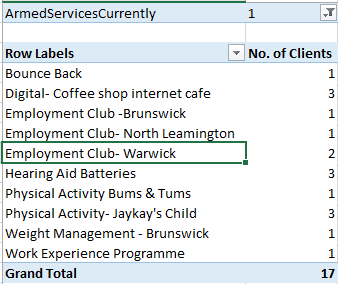 ArmedServicesCurrently 1
Row Labels No. of Clients
Bounce Back 1
Digital- Coffee shop internet cafe 3
Employment Club -Brunswick 1
Employment Club- North Leamington 1
Employment Club- Warwick 2
Hearing Aid Batteries 3
Physical Activity Bums & Tums 1
Physical Activity- Jaykay's Child 3
Weight Management - Brunswick 1
Work Experience Programme 1
Grand Total 17